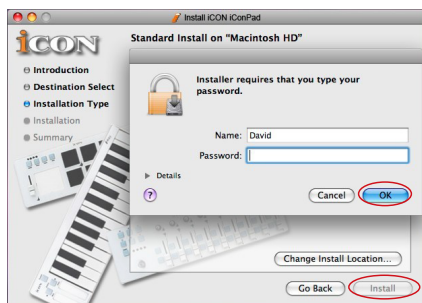 Install iCON iConPad
icon
Standard Install on "Macintosh HD"
Introduction
Destination Select
Installation Type
Installation
Summary
Installer requires that you type your
password.
Name: David
Password:
Details
?
Cancel
OK
Change Install Location...
Go Back
Install